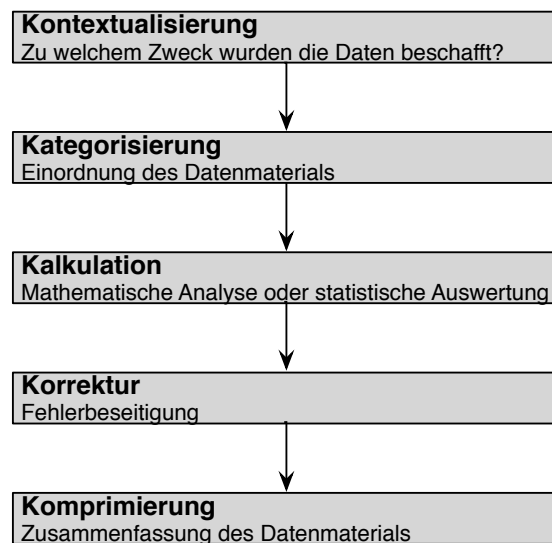 Kontextualisierung
Zu welchem Zweck wurden die Daten beschafft?
Kategorisierung
Einordnung des Datenmaterials
Kalkulation
Mathematische Analyse oder statistische Auswertung
Korrektur
Fehlerbeseitigung
Komprimierung
Zusammenfassung des Datenmaterials